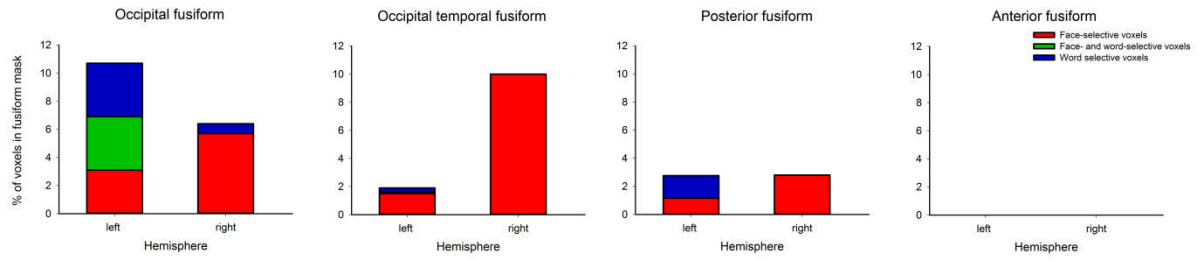 Occipital fusiform
Occipital temporal fusiform
Posterior fusiform
Anterior fusiform
Face-selective voxels
Face- and word-selective voxels
Word selective voxels
% of voxels in fusiform mask
12
10
8
6
4
2
0
left
right
Hemisphere
12
10
8
6
4
2
0
left
right
Hemisphere
12
10
8
6
4
2
0
left
right
Hemisphere
12
10
8
6
4
2
0
left
right
Hemisphere